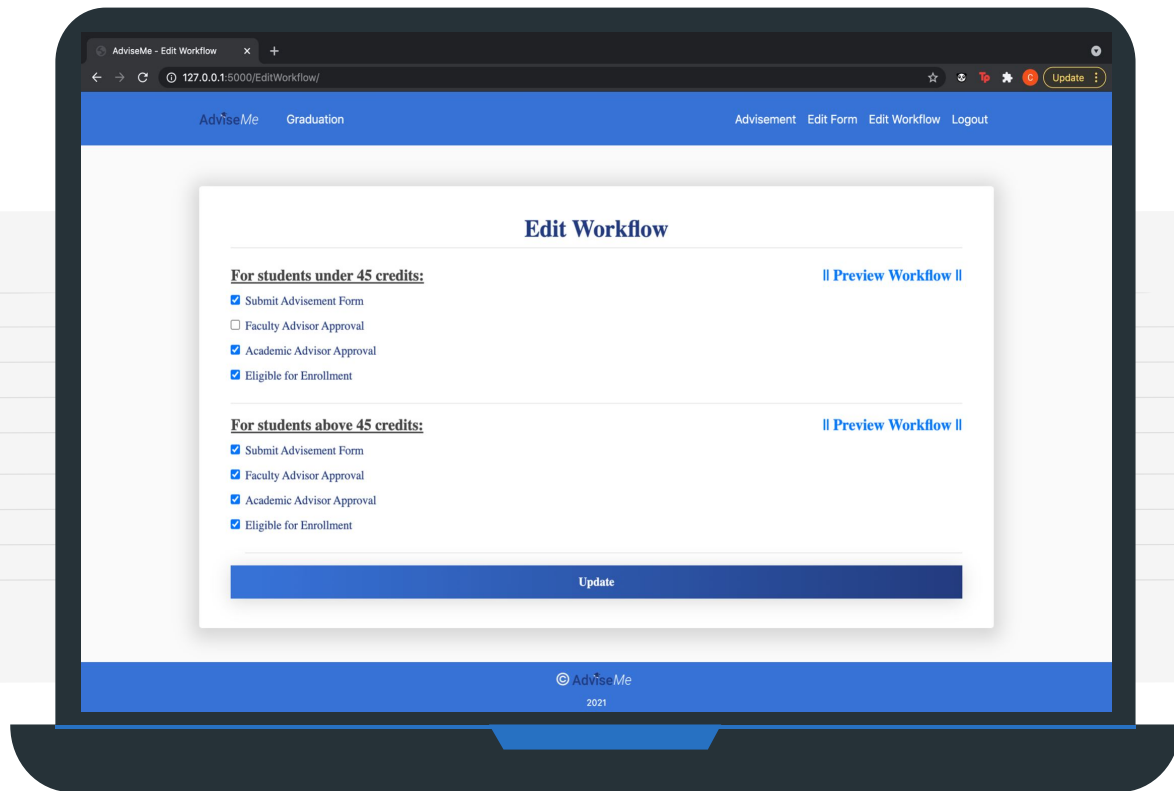 AdviseMe - Edit Workflow
127.0.0.1:5000/EditWorkflow/
Tp
C
Update
AdviseMe Graduation Advisement Edit Form Edit Workflow Logout
Edit Workflow
For students under 45 credits: || Preview Workflow ||
Submit Advisement Form
Faculty Advisor Approval
Academic Advisor Approval
Eligible for Enrollment
For students above 45 credits: || Preview Workflow ||
Submit Advisement Form
Faculty Advisor Approval
Academic Advisor Approval
Eligible for Enrollment
Update
© AdviseMe
2021